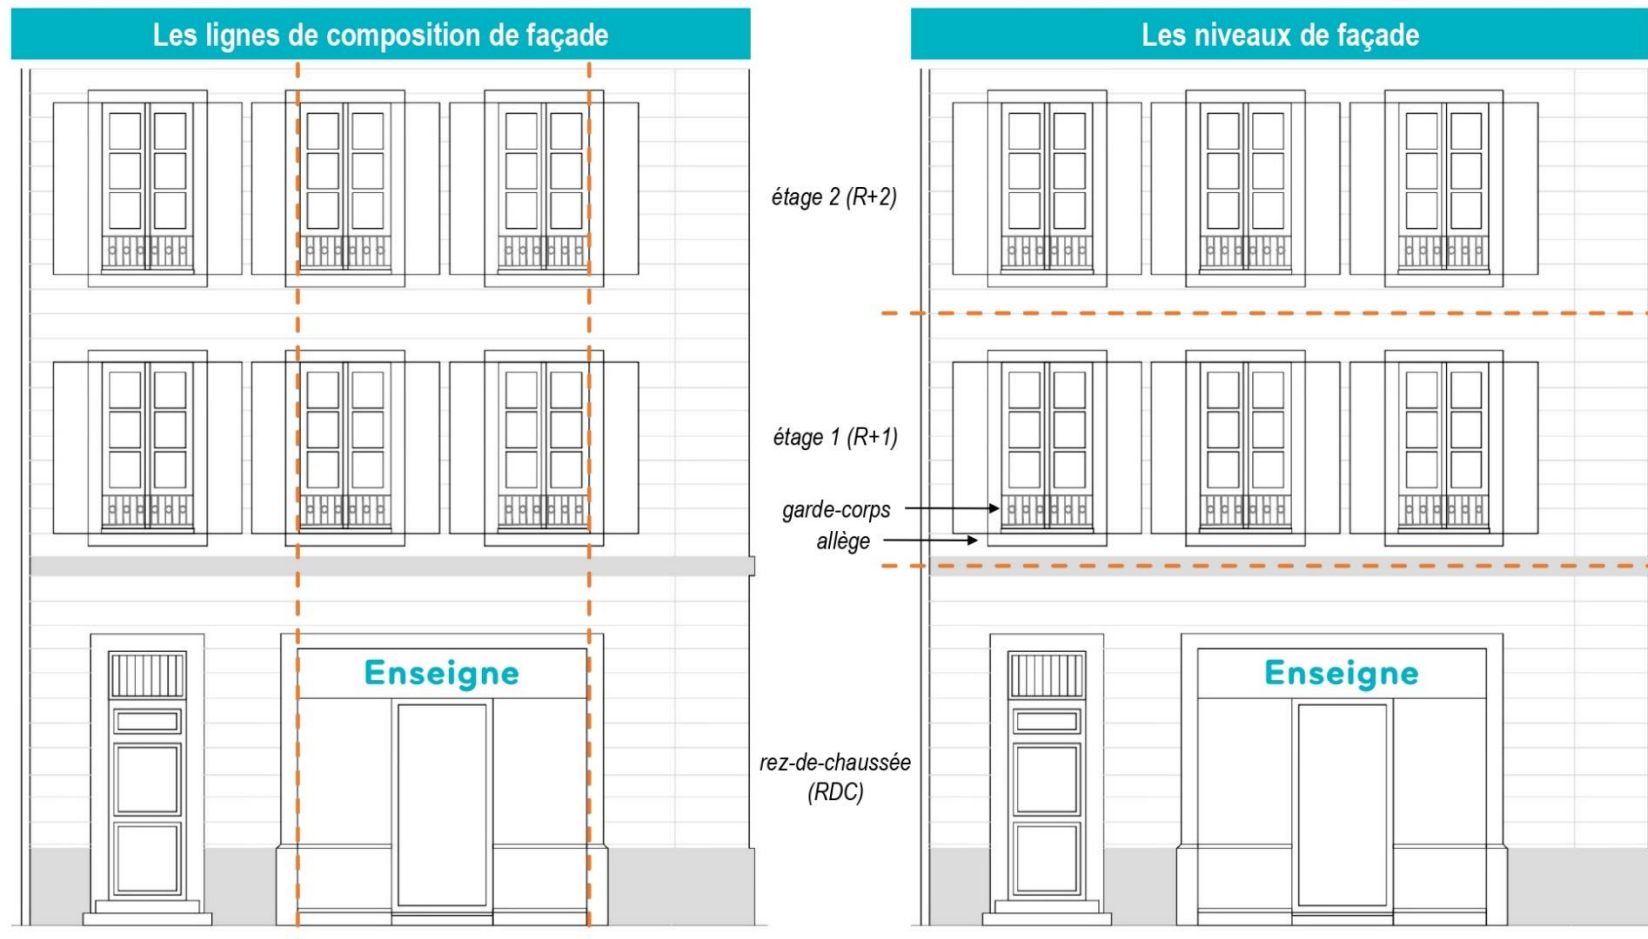 Les lignes de composition de façade
Les niveaux de façade
étage 2 (R+2)
étage 1 (R+1)
garde-corps
allège
Enseigne
Enseigne
rez-de-chaussée
(RDC)